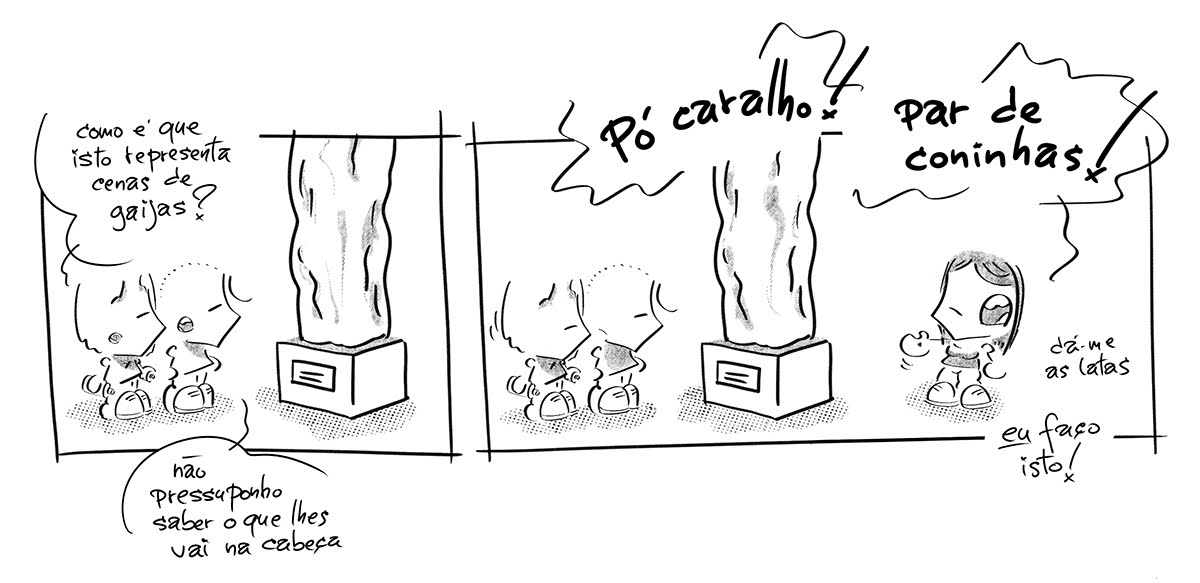 como é que
isto representa
cenas de
gaijas?
não
pressuponho
saber o que lhes
vai na cabeça
Pó caralho!
par de
coninhas!
dá-me
as latas
eu faço
isto!